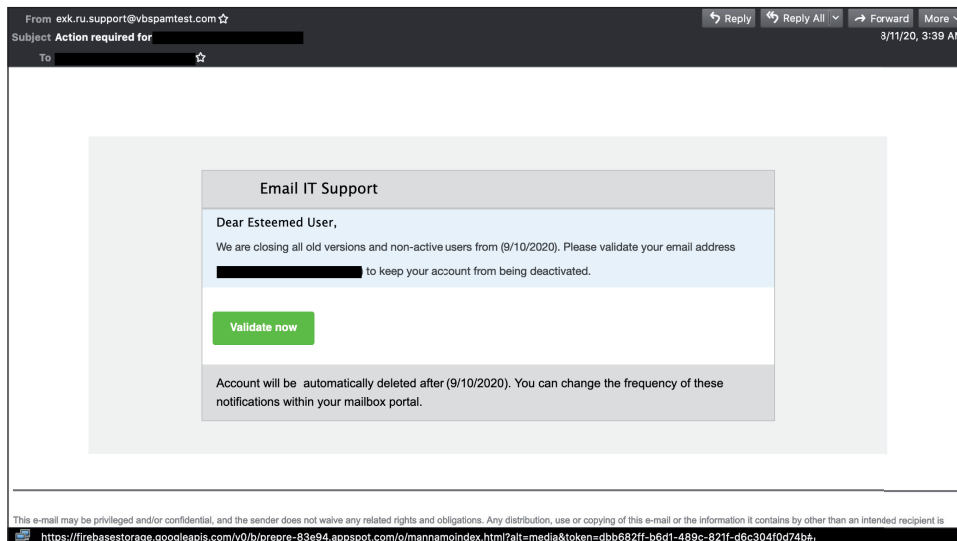 From exk.ru.support@vbspamtest.com
Reply Reply All Forward More
Subject Action required for
8/11/20, 3:39 AM
To
Email IT Support
Dear Esteemed User,
We are closing all old versions and non-active users from (9/10/2020). Please validate your email address
to keep your account from being deactivated.
Validate now
Account will be automatically deleted after (9/10/2020). You can change the frequency of these
notifications within your mailbox portal.
This e-mail may be privileged and/or confidential, and the sender does not waive any related rights and obligations. Any distribution, use or copying of this e-mail or the information it contains by other than an intended recipient is
https://firebasestorage.googleapis.com/v0/b/prepre-83e94.appspot.com/o/mannamoindex.html?alt=media&token=dbb682ff-b6d1-489c-821f-d6c304f0d74b#